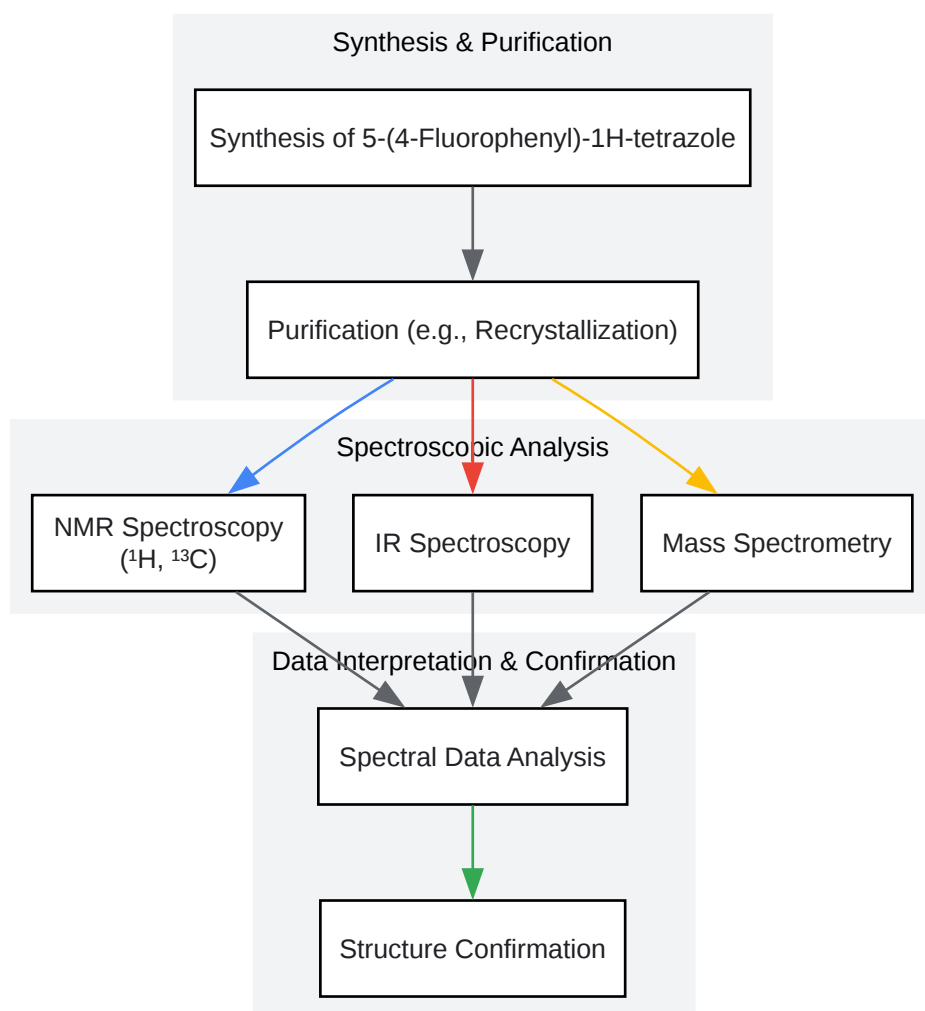 Synthesis & Purification
Synthesis of 5-(4-Fluorophenyl)-1H-tetrazole
Purification (e.g., Recrystallization)
Spectroscopic Analysis
NMR Spectroscopy
(¹H, ¹³C)
IR Spectroscopy
Mass Spectrometry
Data Interpretation & Confirmation
Spectral Data Analysis
Structure Confirmation